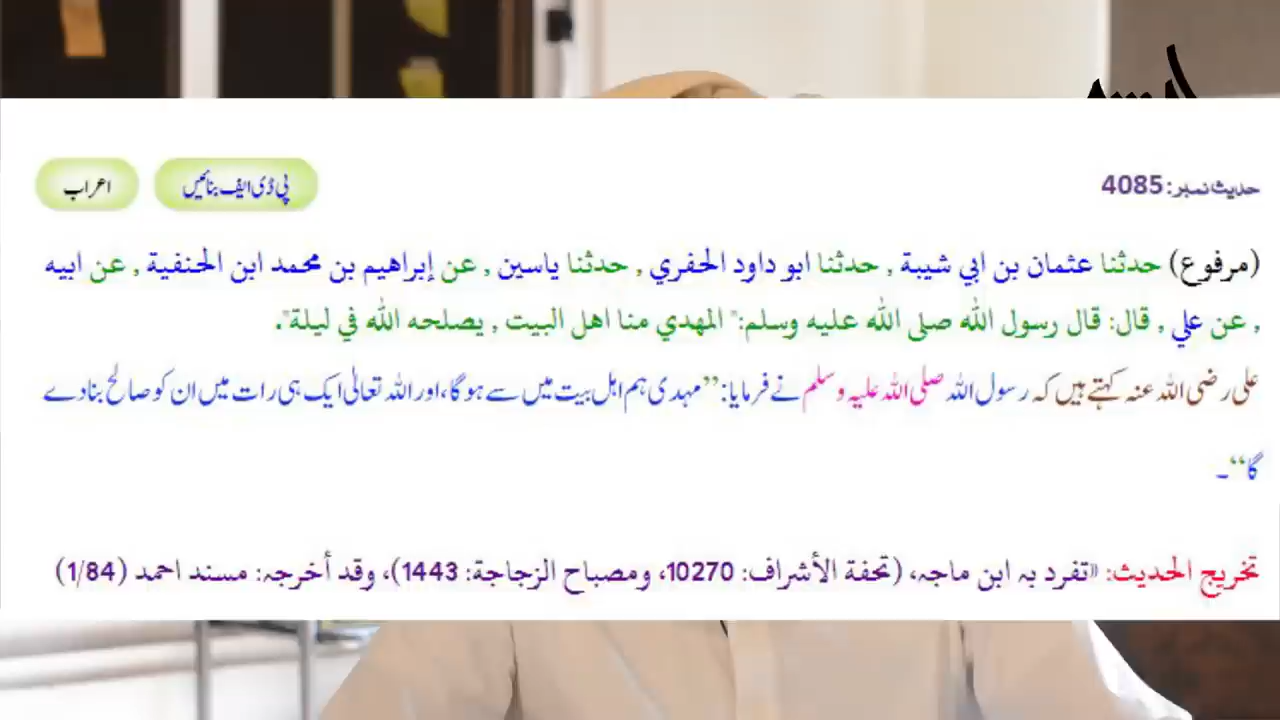 حدیث نمبر: 4085
پی ڈی ایف بنائیں
اعراب
(مرفوع) حدثنا عثمان بن ابي شيبة , حدثنا ابو داود الحفري , حدثنا ياسين , عن إبراهيم بن محمد ابن الحنفية , عن ابيه
, عن علي , قال: قال رسول الله صلى الله عليه وسلم:" المهدي منا اهل البيت , يصلحه الله في ليلة".
علی رضی اللہ عنہ کہتے ہیں کہ رسول اللہ صلی اللہ علیہ وسلم نے فرمایا: ”مہدی ہم اہل بیت میں سے ہو گا، اور اللہ تعالیٰ ایک ہی رات میں ان کو صالح بنا دے
گا“۔
تخریج الحدیث: «تفرد بہ ابن ماجہ، (تحفة الأشراف: 10270، ومصباح الزجاجة: 1443)، وقد أخرجہ: مسند احمد (1/84)